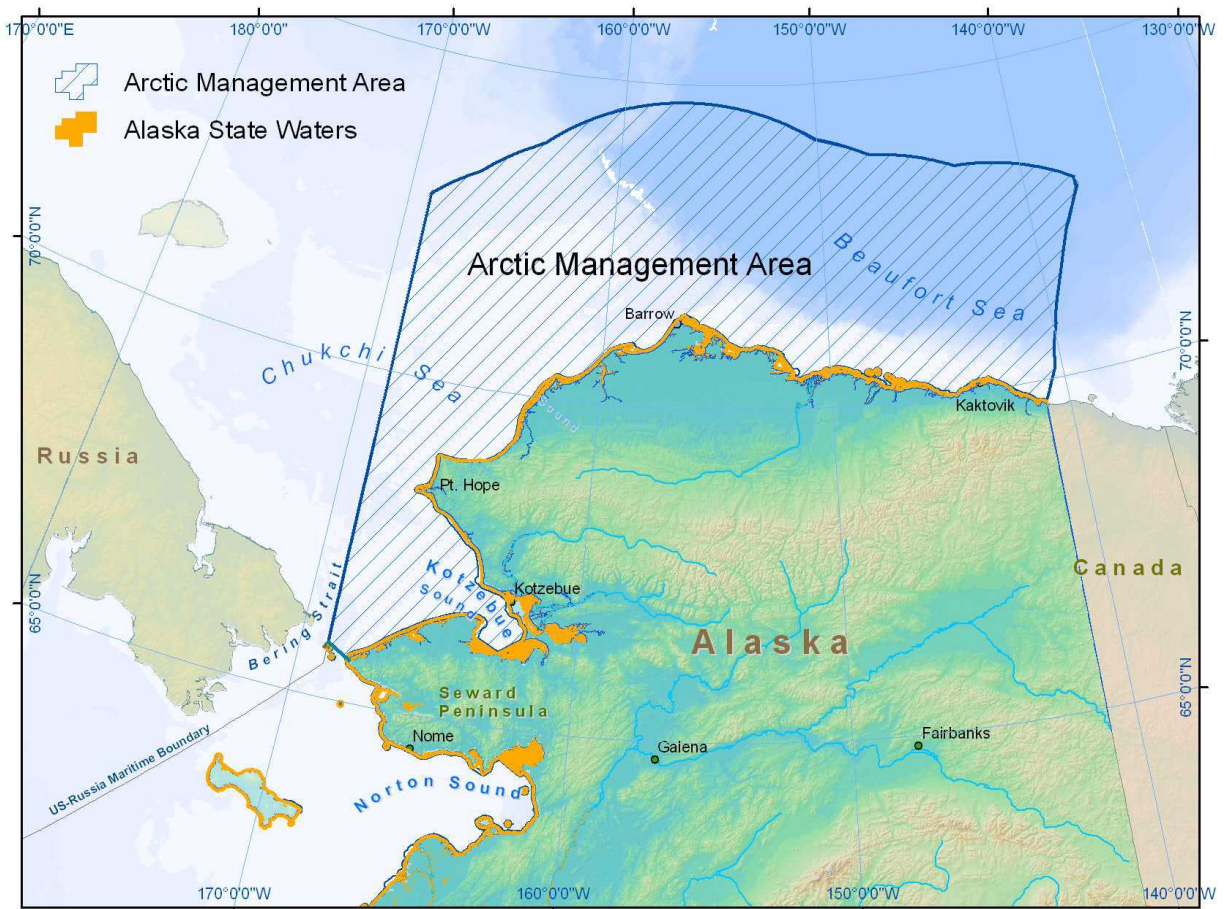 170°0'0"E
180°0'0
170°0'0"W
160°0'0"W
150°0'0"W
140°0'0"W
130°0'0"W
Arctic Management Area
Alaska State Waters
70°0'0"N
Arctic Management Area
Beaufort Sea
Barrow
70°0'0"N
Chukchi Sea
Kaktovik
Sound
Russia
Pt. Hope
Canada
Kotzebue
Sound
Kotzebue
65°0'0"N
Bering Strait
Alaska
Seward
Peninsula
65°0'0"N
Nome
Galena
Fairbanks
US-Russia Maritime Boundary
Norton Sound
170°0'0"W
160°0'0"W
150°0'0"W
140°0'0"W